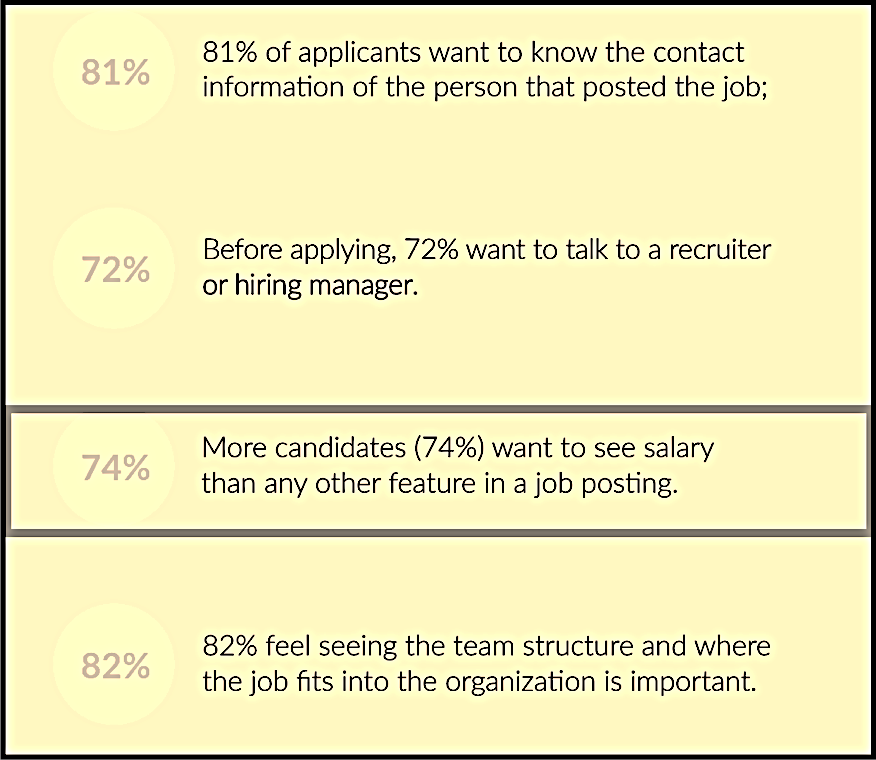 81%
81% of applicants want to know the contact
information of the person that posted the job;
72%
Before applying, 72% want to talk to a recruiter
or hiring manager.
74%
More candidates (74%) want to see salary
than any other feature in a job posting.
82%
82% feel seeing the team structure and where
the job fits into the organization is important.